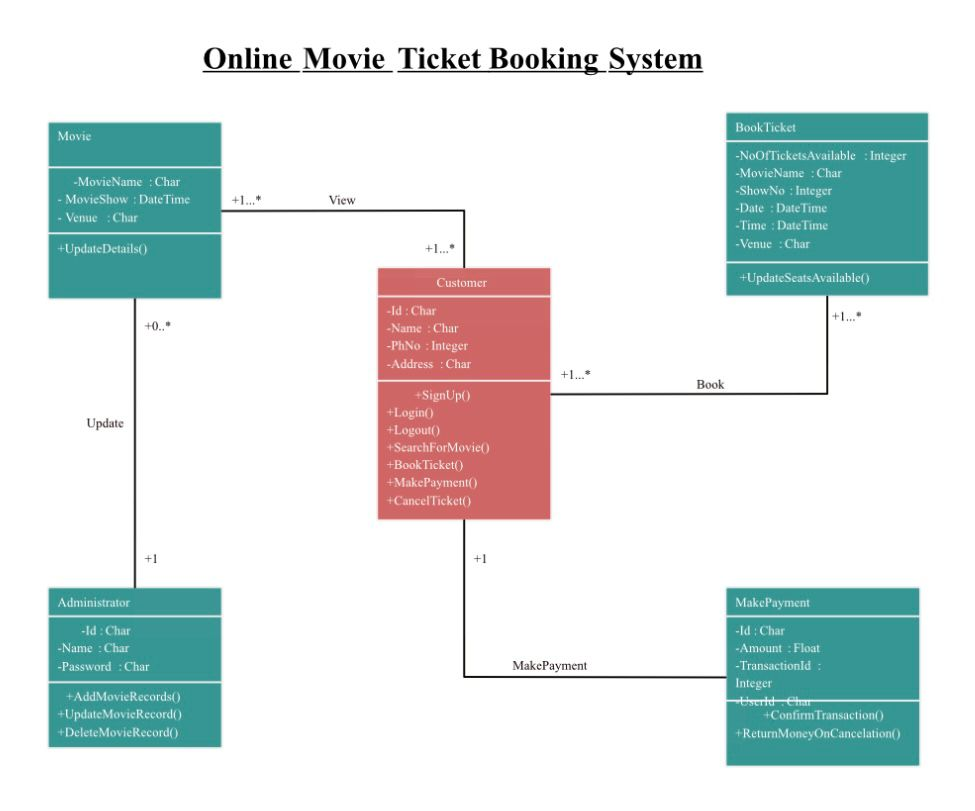 Online Movie Ticket Booking System
Movie
-MovieName : Char
- MovieShow : DateTime
- Venue : Char
+UpdateDetails()
+1...*
View
+1...*
BookTicket
-NoOfTicketsAvailable : Integer
-MovieName : Char
-ShowNo : Integer
-Date : DateTime
-Time : DateTime
-Venue : Char
+UpdateSeatsAvailable()
Customer
-Id : Char
-Name : Char
-PhNo : Integer
-Address : Char
+SignUp()
+Login()
+Logout()
+SearchForMovie()
+BookTicket()
+MakePayment()
+CancelTicket()
+1...*
Book
+1...*
+0..*
Update
+1
+1
MakePayment
Administrator
-Id : Char
-Name : Char
-Password : Char
+AddMovieRecords()
+UpdateMovieRecord()
+DeleteMovieRecord()
MakePayment
-Id : Char
-Amount : Float
-TransactionId :
Integer
-UserId : Char
+ConfirmTransaction()
+ReturnMoneyOnCancelation()